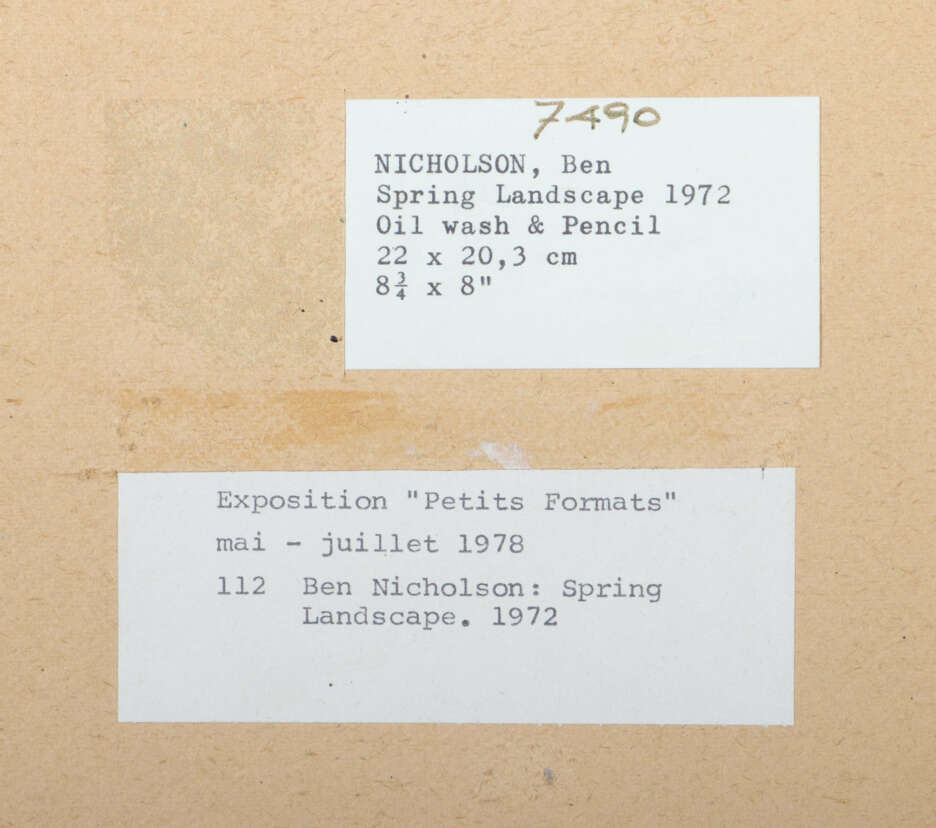 7490
NICHOLSON, Ben
Spring Landscape 1972
Oil wash & Pencil
22 x 20,3 cm
8¾ x 8"
Exposition "Petits Formats"
mai - juillet 1978
112 Ben Nicholson: Spring
Landscape. 1972